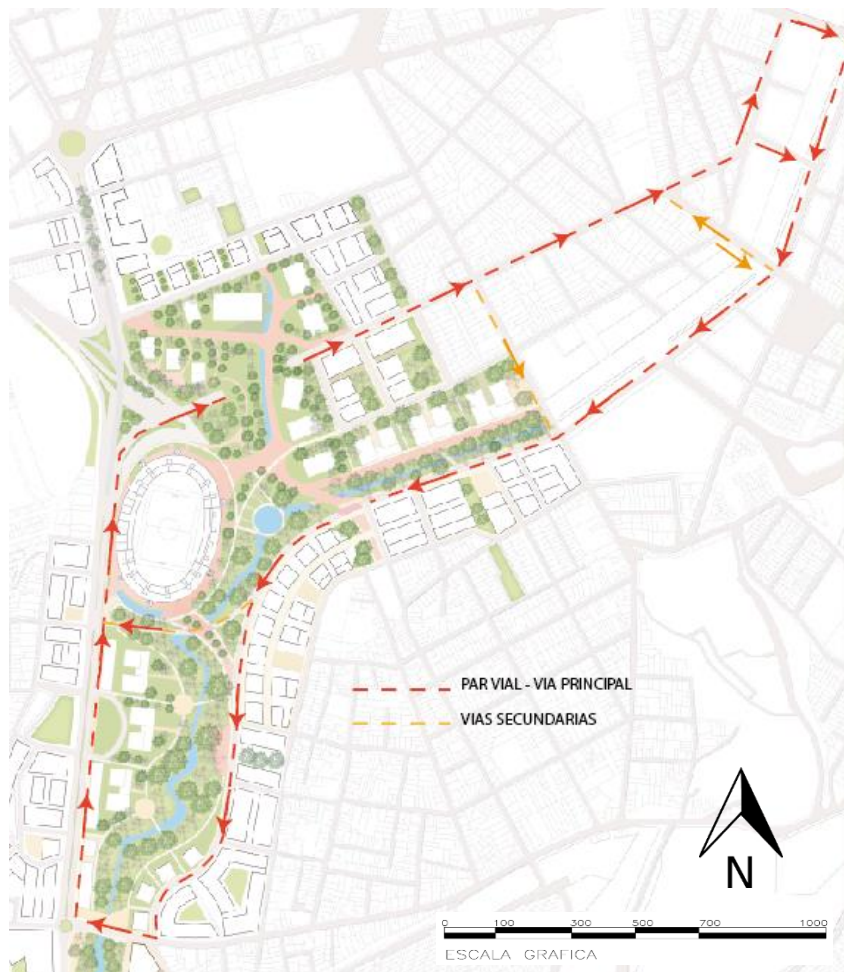 PAR VIAL - VIA PRINCIPAL
VIAS SECUNDARIAS
N
0 100 300 500 700 1000
ESCALA GRAFICA